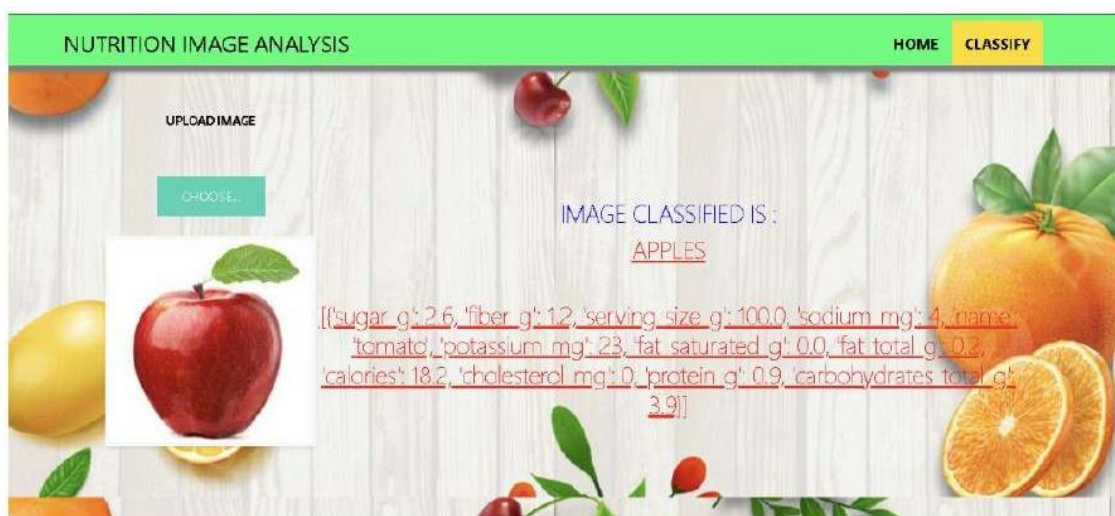 NUTRITION IMAGE ANALYSIS
HOME
CLASSIFY
UPLOAD IMAGE
CHOOSE...
IMAGE CLASSIFIED IS :
APPLES
[{'sugar_g': 2.6, 'fiber_g': 1.2, 'serving_size_g': 100.0, 'sodium_mg': 4, 'name':
'tomato', 'potassium_mg': 23, 'fat_saturated_g': 0.0, 'fat_total_g': 0.2,
'calories': 18.2, 'cholesterol_mg': 0, 'protein_g': 0.9, 'carbohydrates_total_g':
3.9}]